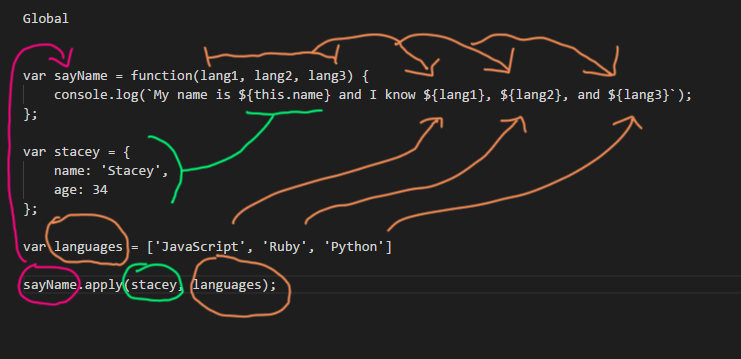 Global
var sayName = function(lang1, lang2, lang3) {
console.log(`My name is ${this.name} and I know ${lang1}, ${lang2}, and ${lang3}`);
};
var stacey = {
name: 'Stacey',
age: 34
};
var languages = ['JavaScript', 'Ruby', 'Python']
sayName.apply(stacey, languages);